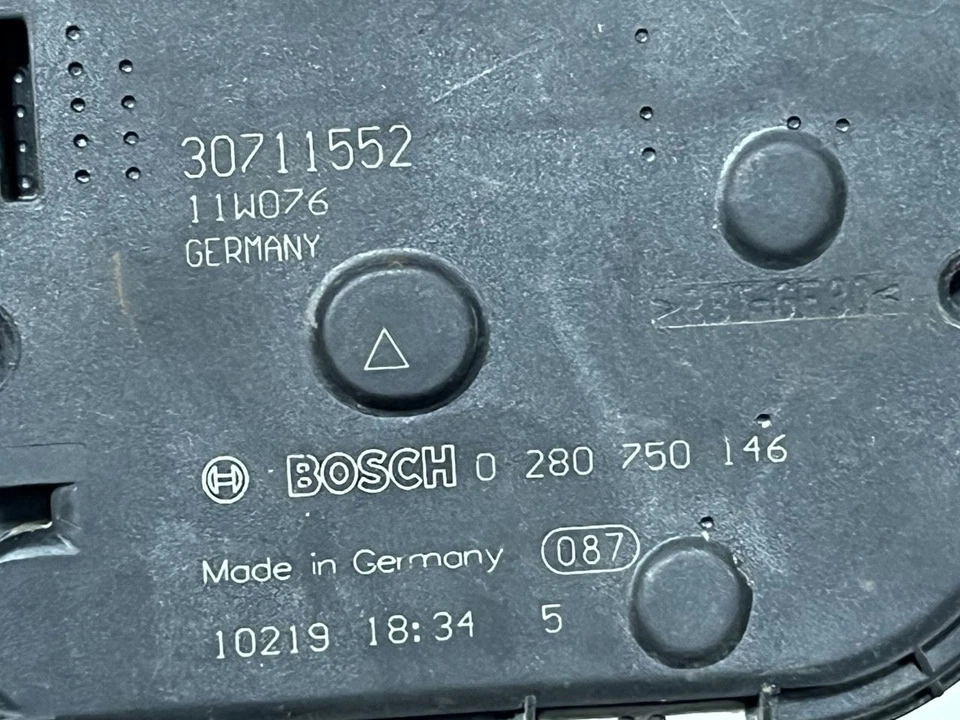 30711552
11W076
GERMANY
BOSCH 0 280 750 146
Made in Germany 087
10219 18:34 5